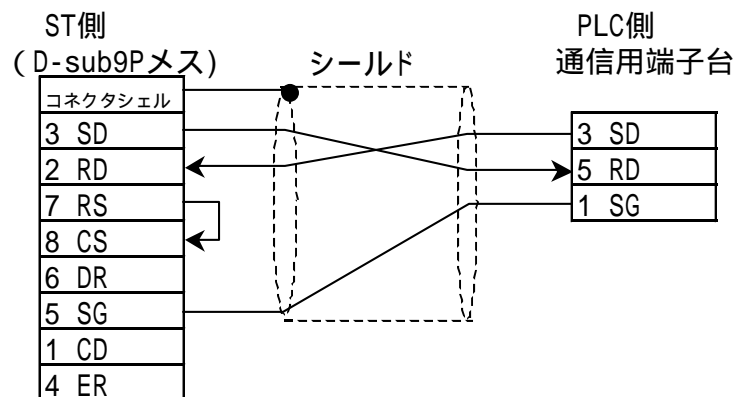 ST側
(D-sub9Pメス)
シールド
PLC側
通信用端子台
コネクタシェル
3 SD
2 RD
7 RS
8 CS
6 DR
5 SG
1 CD
4 ER
3 SD
5 RD
1 SG